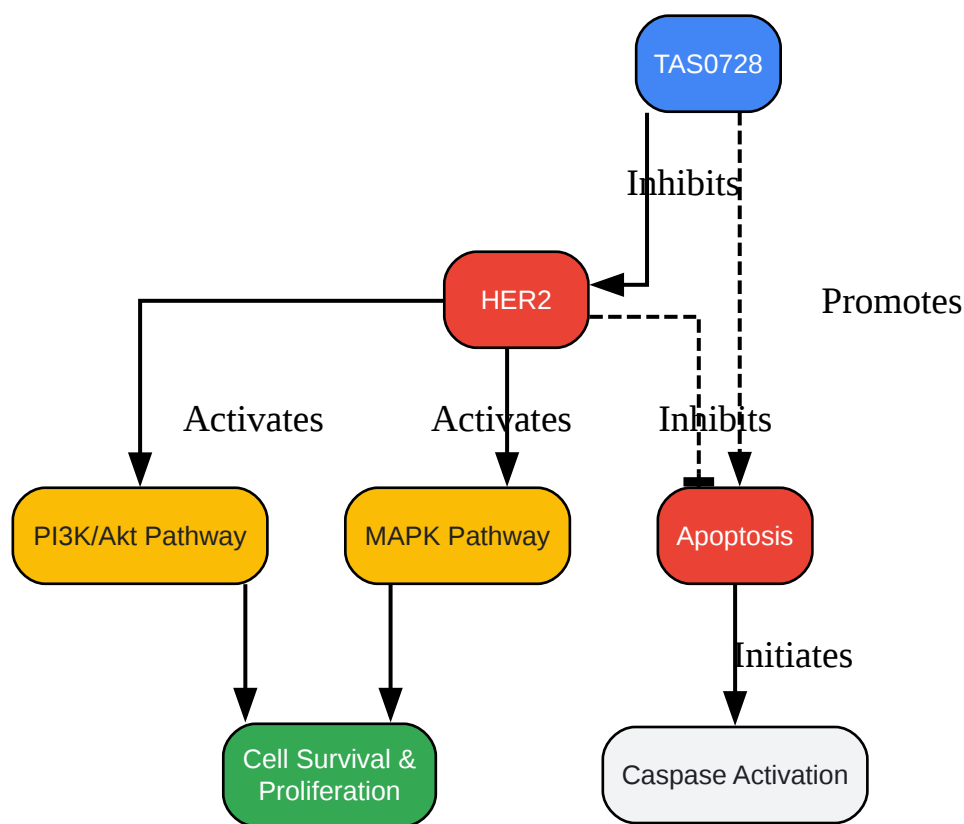 TAS0728
Inhibits
HER2
Promotes
Activates
Activates
Inhibits
PI3K/Akt Pathway
MAPK Pathway
Apoptosis
Initiates
Cell Survival &
Proliferation
Caspase Activation